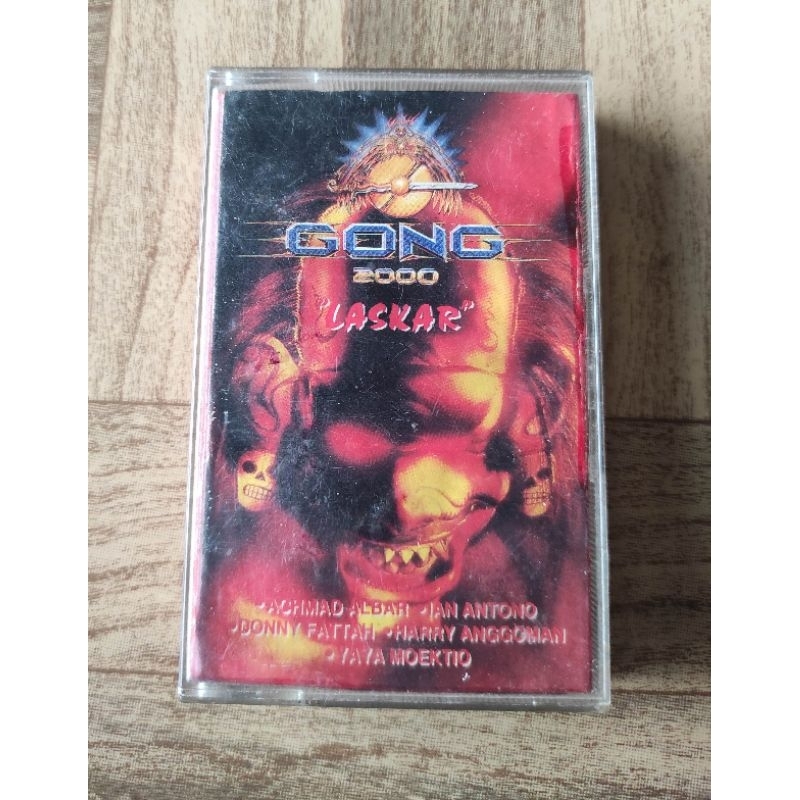 GONG
2000
"LASKAR"
•ACHMAD ALBAR •IAN ANTONO
•DONNY FATTAH •HARRY ANGGOMAN
•YAYA MOEKTIO